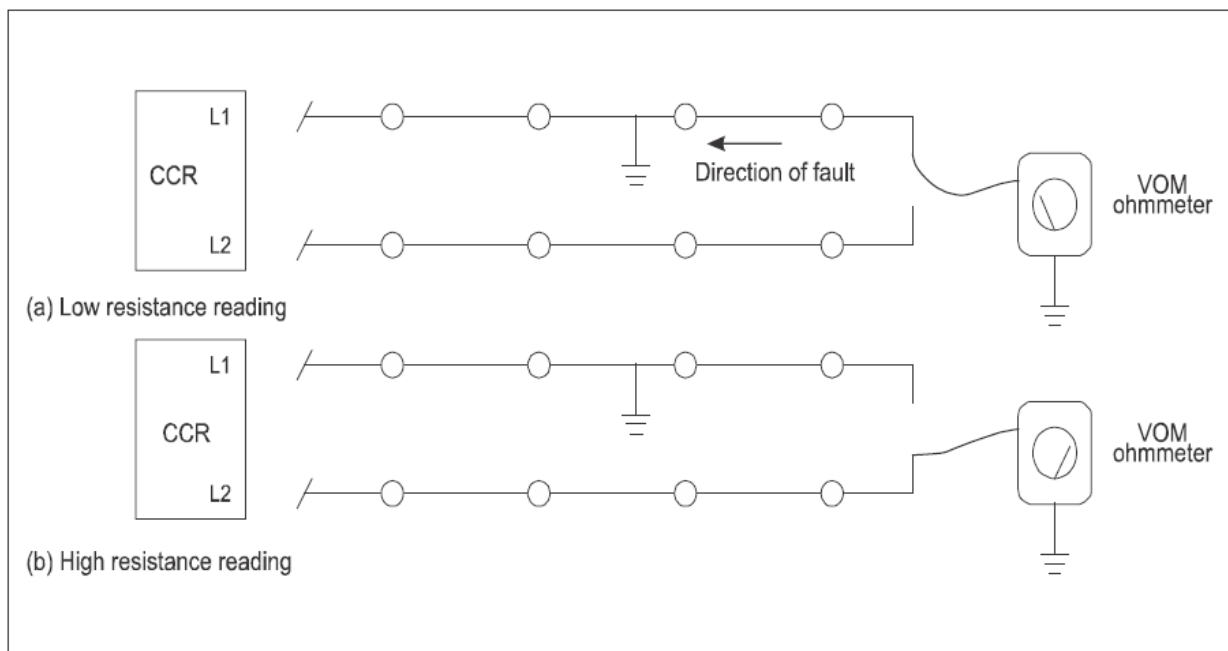 L1
CCR
L2
Direction of fault
VOM
ohmmeter
(a) Low resistance reading
L1
CCR
L2
VOM
ohmmeter
(b) High resistance reading